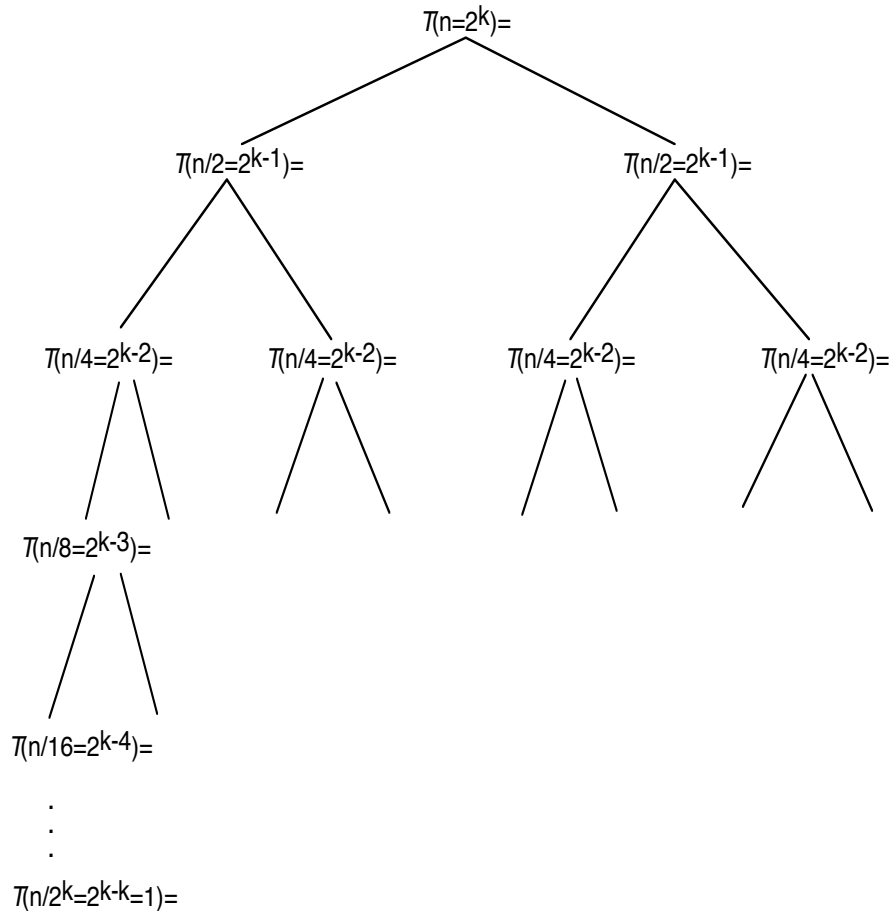 T(n=2^k)=
T(n/2=2^k-1)= T(n/2=2^k-1)=
T(n/4=2^k-2)= T(n/4=2^k-2)= T(n/4=2^k-2)= T(n/4=2^k-2)=
T(n/8=2^k-3)=
T(n/16=2^k-4)=
.
.
.
T(n/2^k=2^k-k=1)=